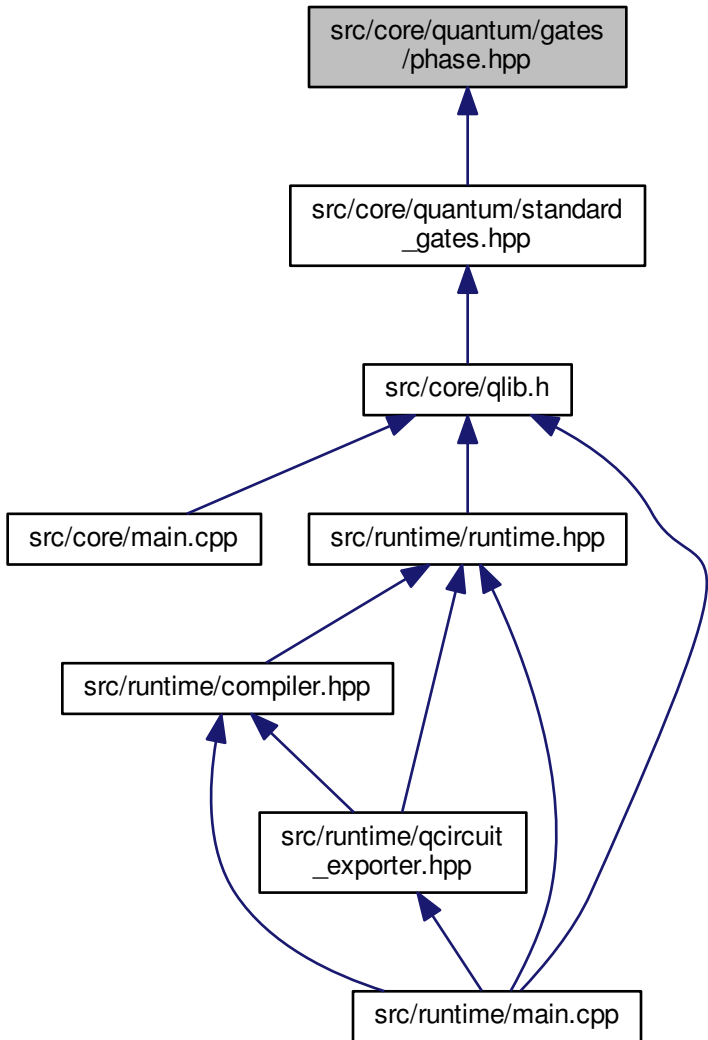 src/core/quantum/gates
/phase.hpp
src/core/quantum/standard
_gates.hpp
src/core/qlib.h
src/core/main.cpp
src/runtime/runtime.hpp
src/runtime/compiler.hpp
src/runtime/qcircuit
_exporter.hpp
src/runtime/main.cpp